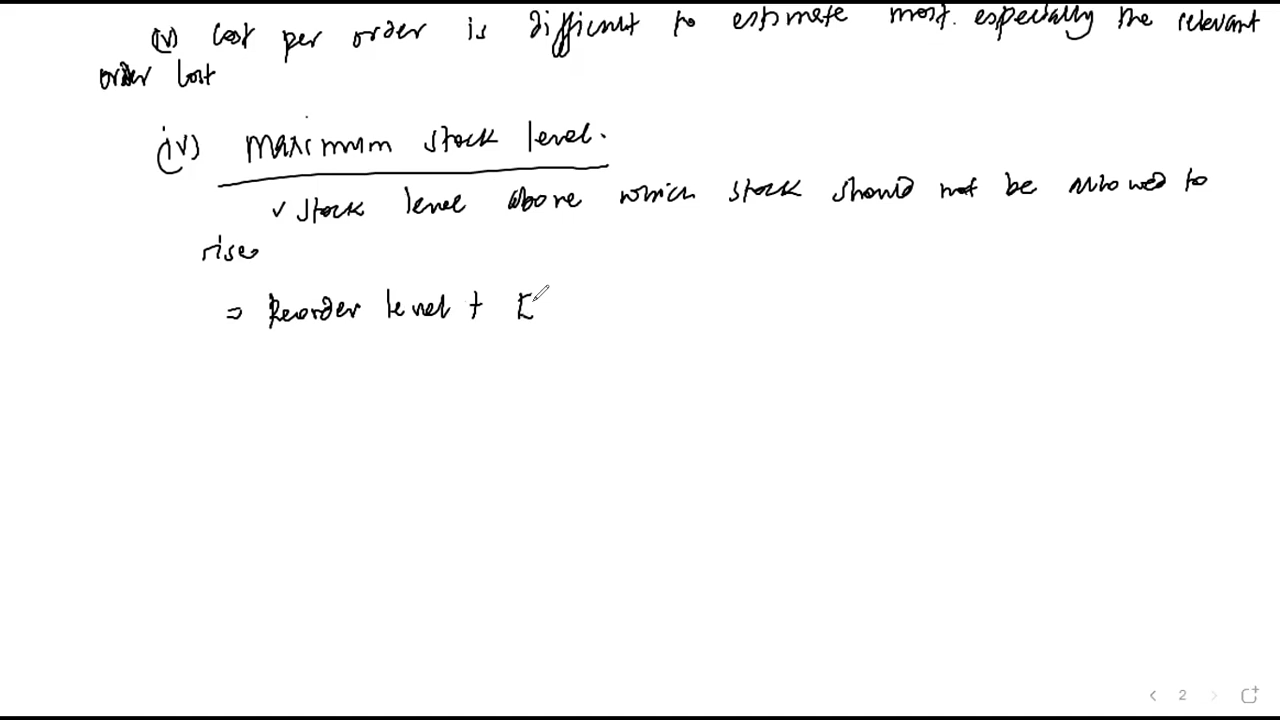 (v) Cost per order is difficult to estimate most. especially the relevant
order cost
(iv) Maximum stock level.
✓ Stock level above which stock should not be allowed to
rise
= Reorder level + E
2